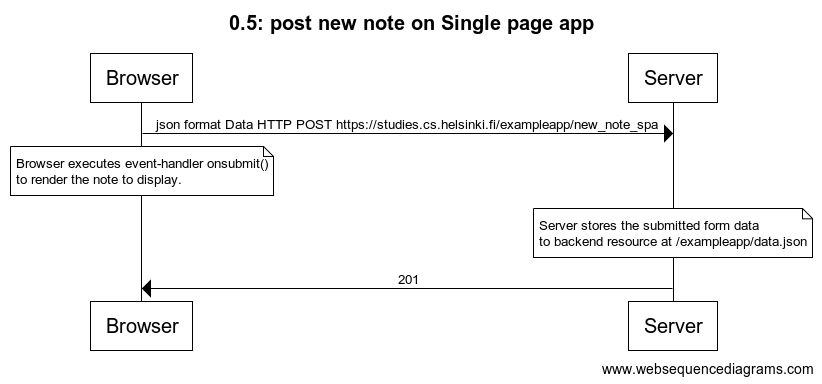 0.5: post new note on Single page app
Browser
Server
json format Data HTTP POST https://studies.cs.helsinki.fi/exampleapp/new_note_spa
Browser executes event-handler onsubmit()
to render the note to display.
Server stores the submitted form data
to backend resource at /exampleapp/data.json
201
Browser
Server
www.websequencediagrams.com